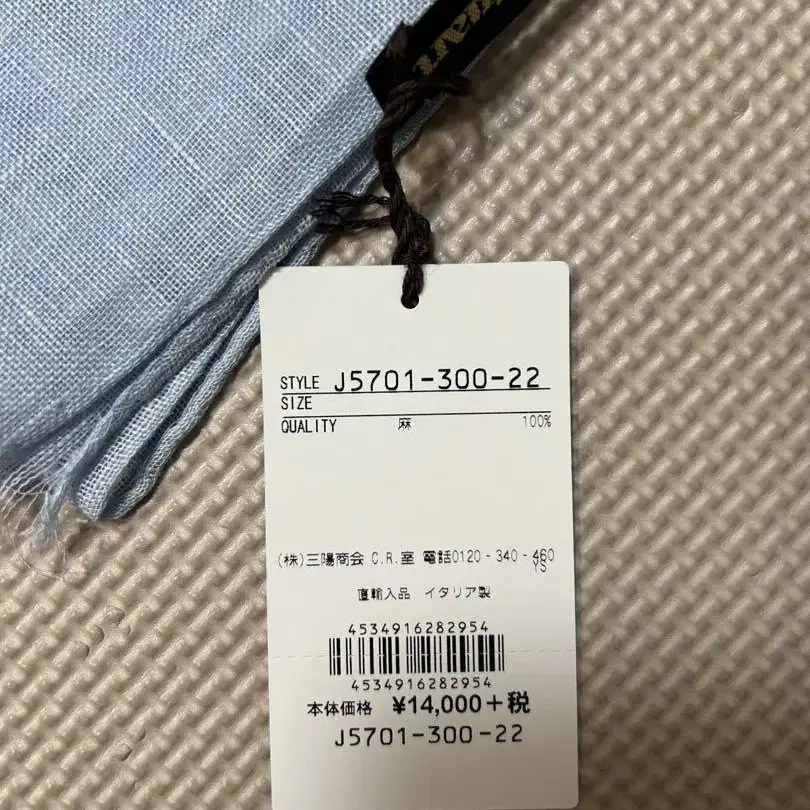 STYLE J5701-300-22
SIZE
QUALITY 麻 100%
(株)三陽商会 C.R.室 電話0120-340-460
YS
直輸入品 イタリア製
4534916282954
4534916282954
本体価格 ¥14,000+税
J5701-300-22